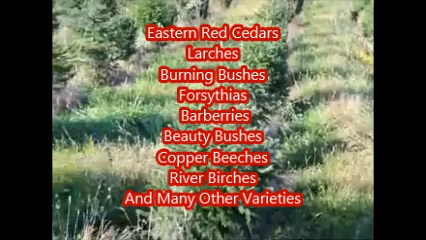 Eastern Red Cedars
Larches
Burning Bushes
Forsythias
Barberries
Beauty Bushes
Copper Beeches
River Birches
And Many Other Varieties